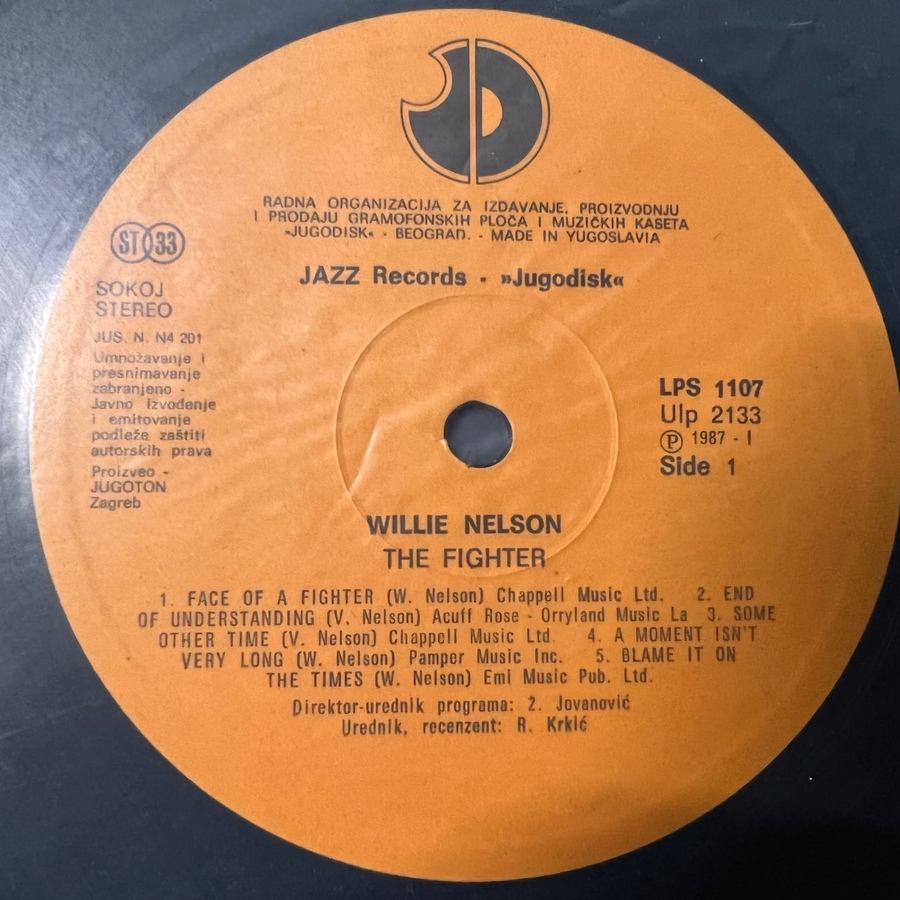 RADNA ORGANIZACIJA ZA IZDAVANJE, PROIZVODNJU
I PRODAJU GRAMOFONSKIH PLOČA I MUZIČKIH KASETA
»JUGODISK« - BEOGRAD. - MADE IN YUGOSLAVIA
JAZZ Records - »Jugodisk«
ST 33
SOKOJ
STEREO
JUS. N. N4 201
Umnožavanje i
presnimavanje
zabranjeno -
Javno izvođenje
i emitovanje
podleže zaštiti
autorskih prava
Proizveo -
JUGOTON
Zagreb
LPS 1107
Ulp 2133
Ⓟ 1987 - I
Side 1
WILLIE NELSON
THE FIGHTER
1. FACE OF A FIGHTER (W. Nelson) Chappell Music Ltd. 2. END
OF UNDERSTANDING (V. Nelson) Acuff Rose - Orryland Music La 3. SOME
OTHER TIME (V. Nelson) Chappell Music Ltd. 4. A MOMENT ISN'T
VERY LONG (W. Nelson) Pamper Music Inc. 5. BLAME IT ON
THE TIMES (W. Nelson) Emi Music Pub. Ltd.
Direktor-urednik programa: Ž. Jovanović
Urednik, recenzent: R. Krkić